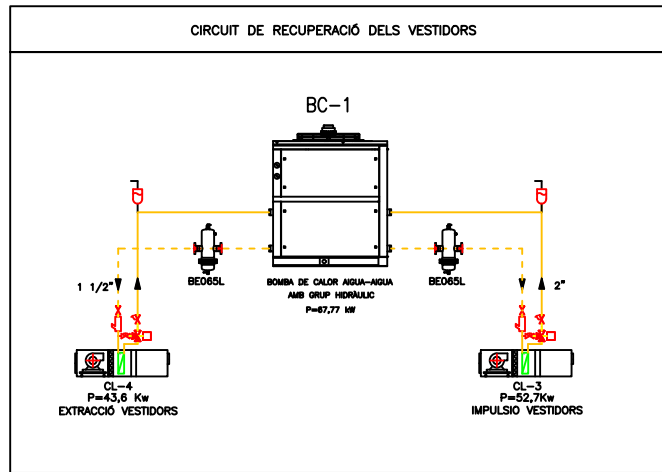 CIRCUIT DE RECUPERACIÓ DELS VESTIDORS
BC-1
BE065L
BOMBA DE CALOR AIGUA-AIGUA
AMB GRUP HIDRÀULIC
P=67,77 kW
BE065L
1 1/2"
2"
CL-4
P=43,6 Kw
EXTRACCIÓ VESTIDORS
CL-3
P=52,7Kw
IMPULSIO VESTIDORS